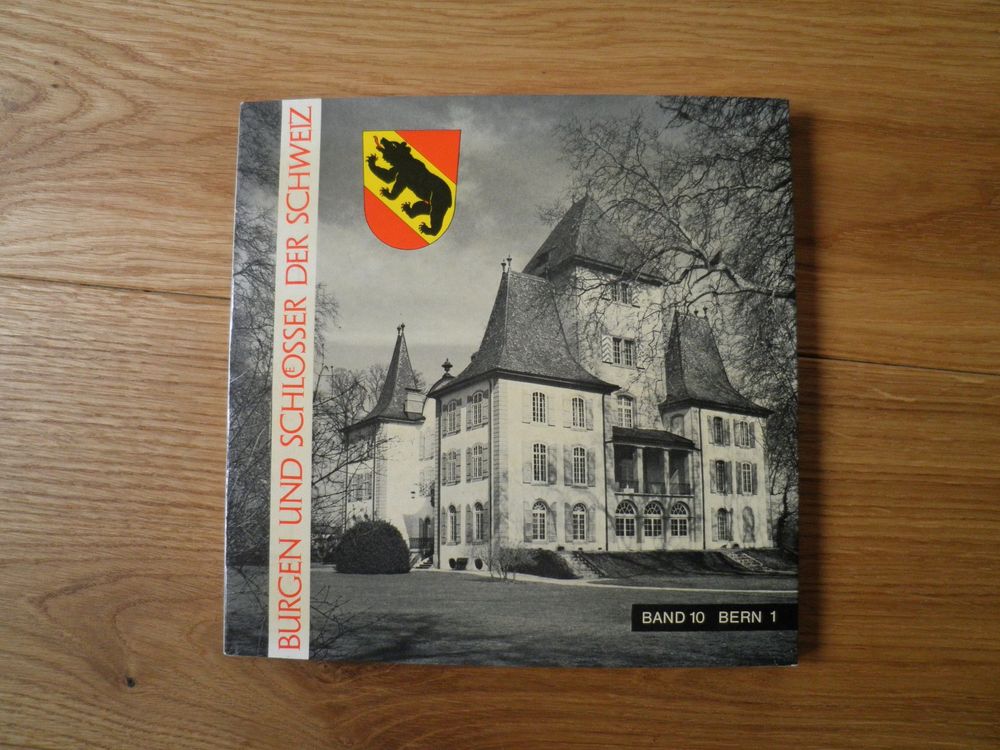 BURGEN UND SCHLÖSSER DER SCHWEIZ
BAND 10 BERN 1